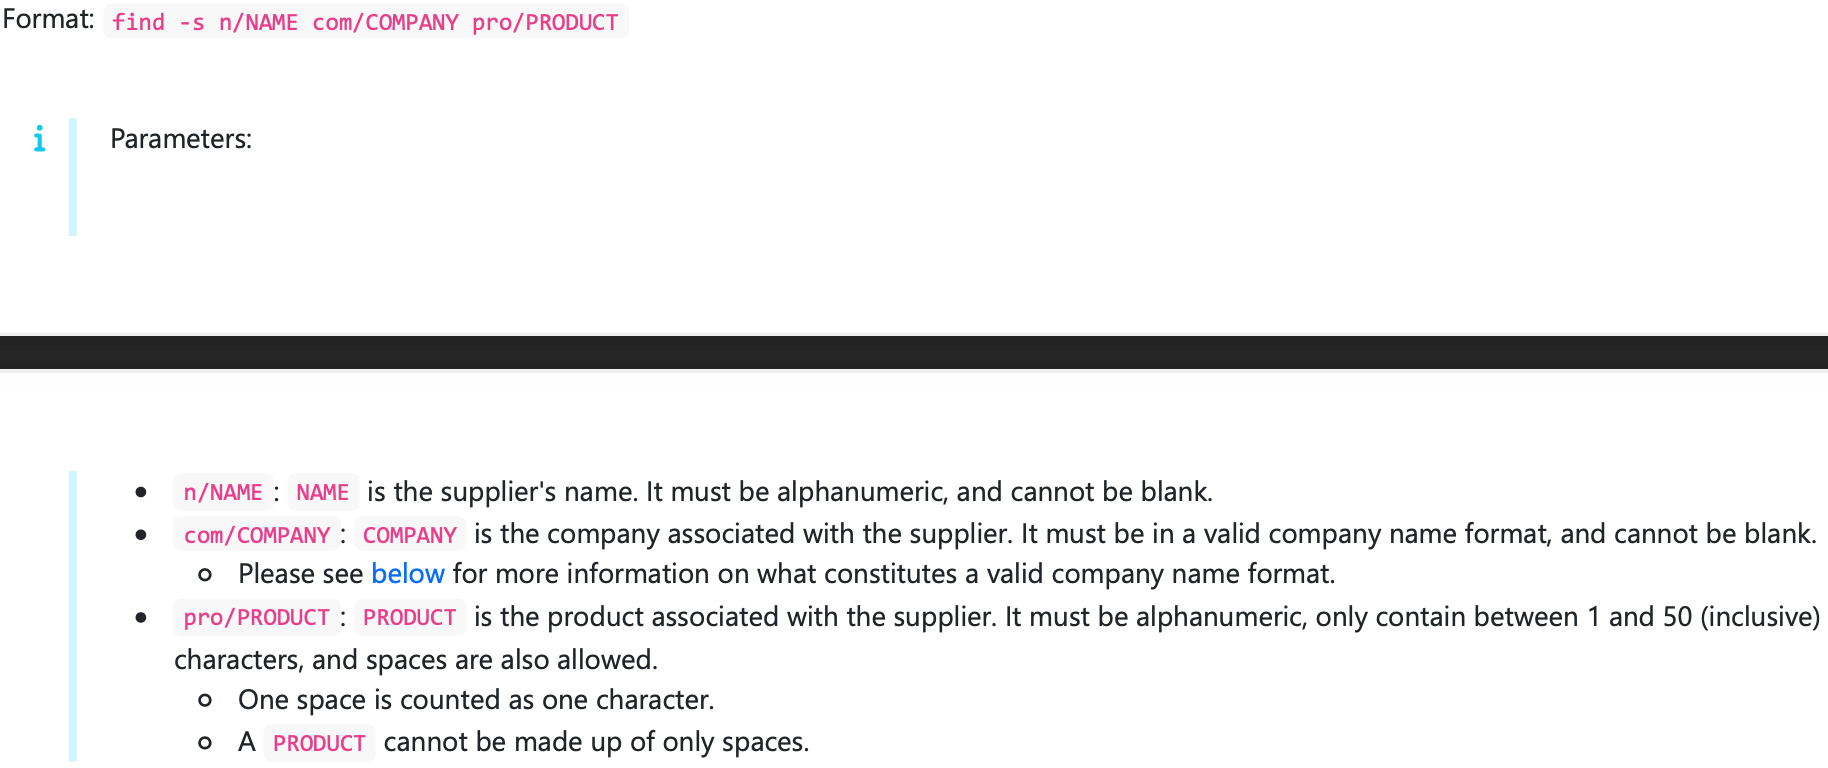 Format: find -s n/NAME com/COMPANY pro/PRODUCT
i Parameters:
• n/NAME: NAME is the supplier's name. It must be alphanumeric, and cannot be blank.
• com/COMPANY: COMPANY is the company associated with the supplier. It must be in a valid company name format, and cannot be blank.
○ Please see below for more information on what constitutes a valid company name format.
• pro/PRODUCT: PRODUCT is the product associated with the supplier. It must be alphanumeric, only contain between 1 and 50 (inclusive)
characters, and spaces are also allowed.
○ One space is counted as one character.
○ A PRODUCT cannot be made up of only spaces.